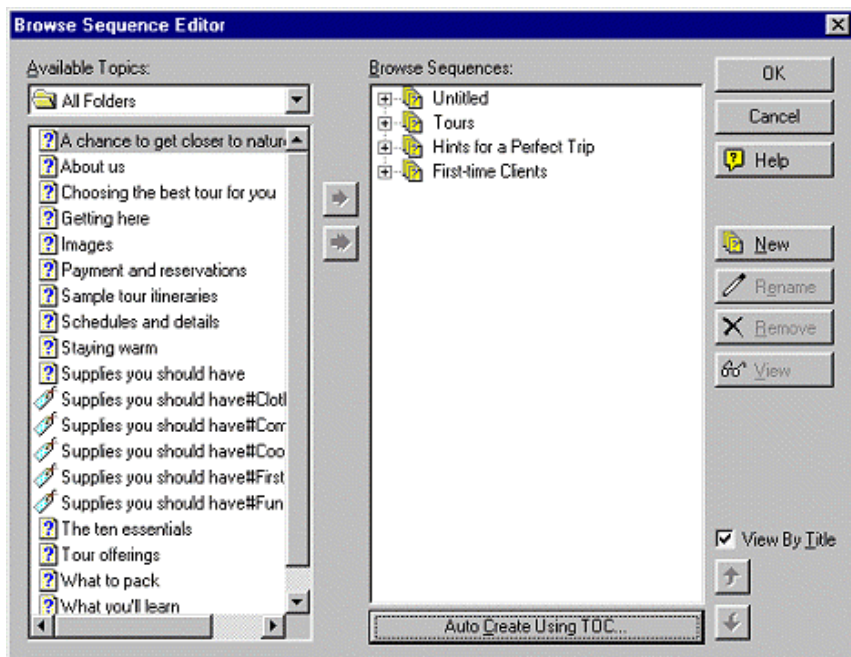 Browse Sequence Editor
Available Topics:
All Folders
A chance to get closer to natur
About us
Choosing the best tour for you
Getting here
Images
Payment and reservations
Sample tour itineraries
Schedules and details
Staying warm
Supplies you should have
Supplies you should have#Clotl
Supplies you should have#Com
Supplies you should have#Coo
Supplies you should have#First
Supplies you should have#Fun
The ten essentials
Tour offerings
What to pack
What you'll learn
Browse Sequences:
Untitled
Tours
Hints for a Perfect Trip
First-time Clients
Auto Create Using TOC...
OK
Cancel
Help
New
Rename
Remove
View
View By Title